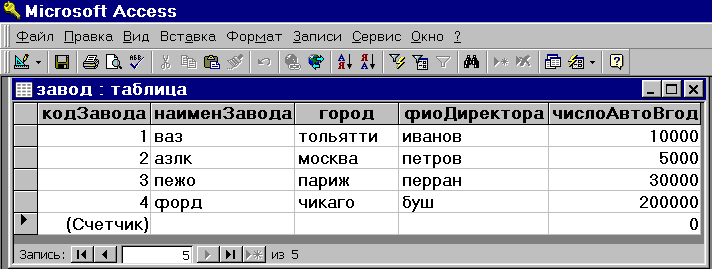 Microsoft Access
Файл Правка Вид Вставка Формат Записи Сервис Окно ?
завод : таблица
кодЗавода наименЗавода город фиоДиректора числоАвтоВгод
1 ваз тольятти иванов 10000
2 азлк москва петров 5000
3 пежо париж перран 30000
4 форд чикаго буш 200000
(Счетчик) 0
Запись: 5 из 5